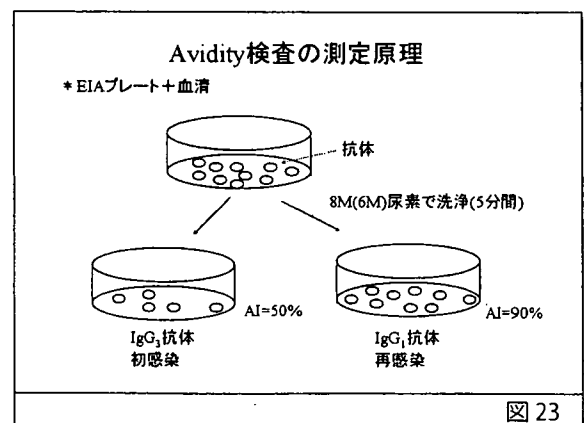 Avidity検査の測定原理
* EIAプレート+血清
抗体
8M(6M)尿素で洗浄(5分間)
AI=50%
AI=90%
IgG₃抗体
初感染
IgG₁抗体
再感染
図 23